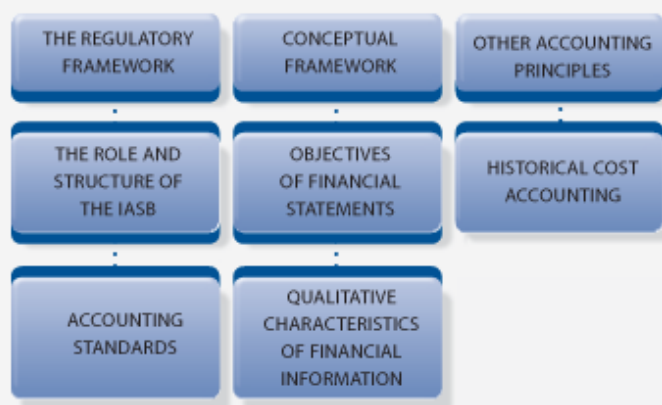 THE REGULATORY
FRAMEWORK
CONCEPTUAL
FRAMEWORK
OTHER ACCOUNTING
PRINCIPLES
THE ROLE AND
STRUCTURE OF
THE IASB
OBJECTIVES
OF FINANCIAL
STATEMENTS
HISTORICAL COST
ACCOUNTING
ACCOUNTING
STANDARDS
QUALITATIVE
CHARACTERISTICS
OF FINANCIAL
INFORMATION